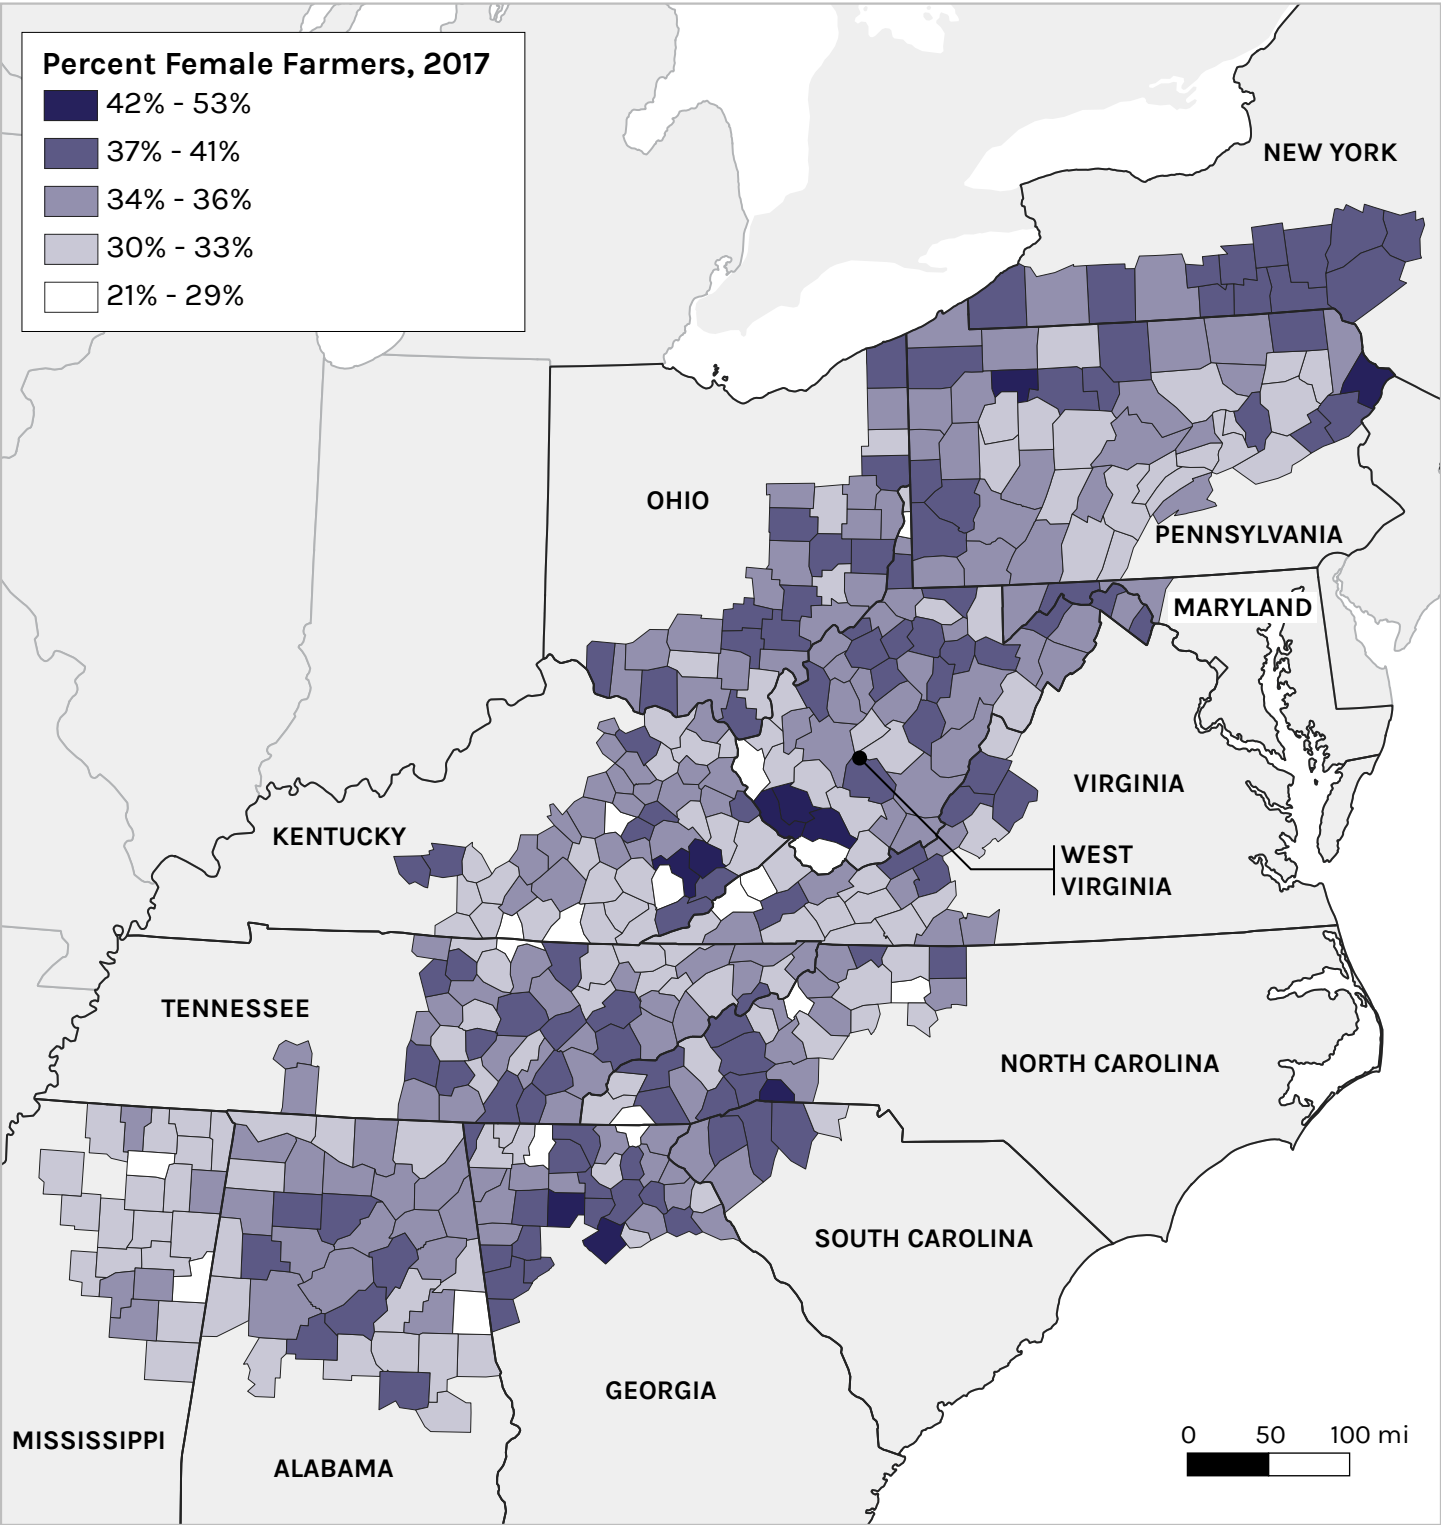 Percent Female Farmers, 2017
42% - 53%
37% - 41%
34% - 36%
30% - 33%
21% - 29%
NEW YORK
OHIO
PENNSYLVANIA
MARYLAND
VIRGINIA
KENTUCKY
WEST
VIRGINIA
TENNESSEE
NORTH CAROLINA
SOUTH CAROLINA
GEORGIA
MISSISSIPPI
ALABAMA
0 50 100 mi